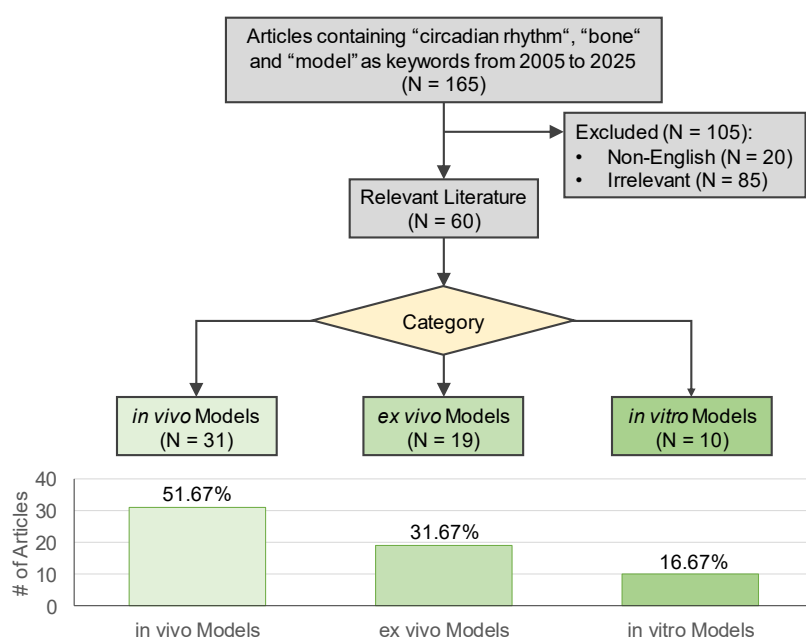 Articles containing “circadian rhythm“, “bone“
and “model” as keywords from 2005 to 2025
(N = 165)
Excluded (N = 105):
• Non-English (N = 20)
• Irrelevant (N = 85)
Relevant Literature
(N = 60)
Category
in vivo Models
(N = 31)
ex vivo Models
(N = 19)
in vitro Models
(N = 10)
# of Articles
40
30
20
10
0
51.67%
31.67%
16.67%
in vivo Models
ex vivo Models
in vitro Models